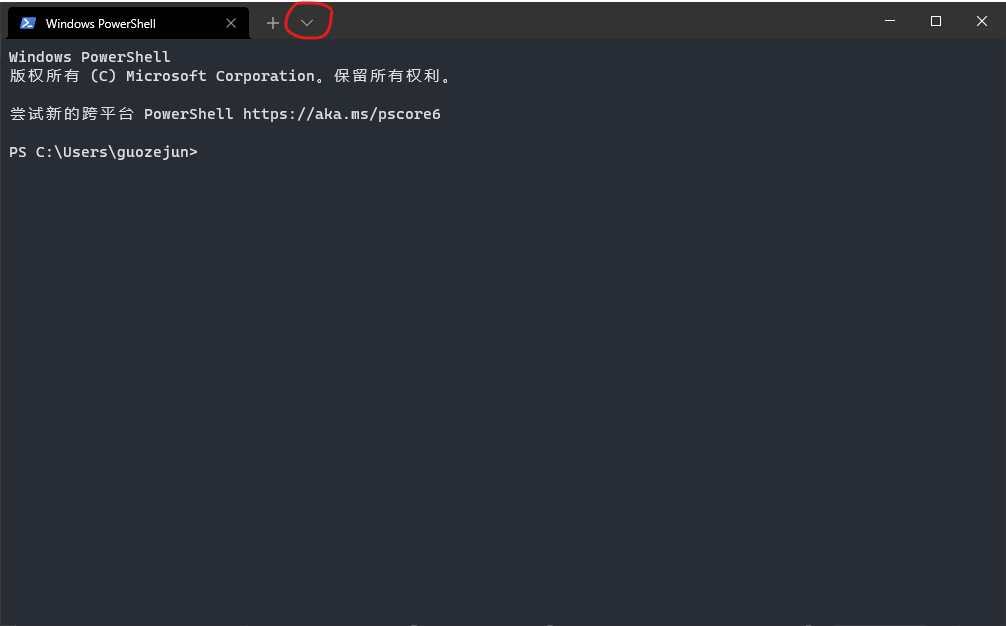 Windows PowerShell
Windows PowerShell
版权所有 (C) Microsoft Corporation。保留所有权利。
尝试新的跨平台 PowerShell https://aka.ms/pscore6
PS C:\Users\guozejun>